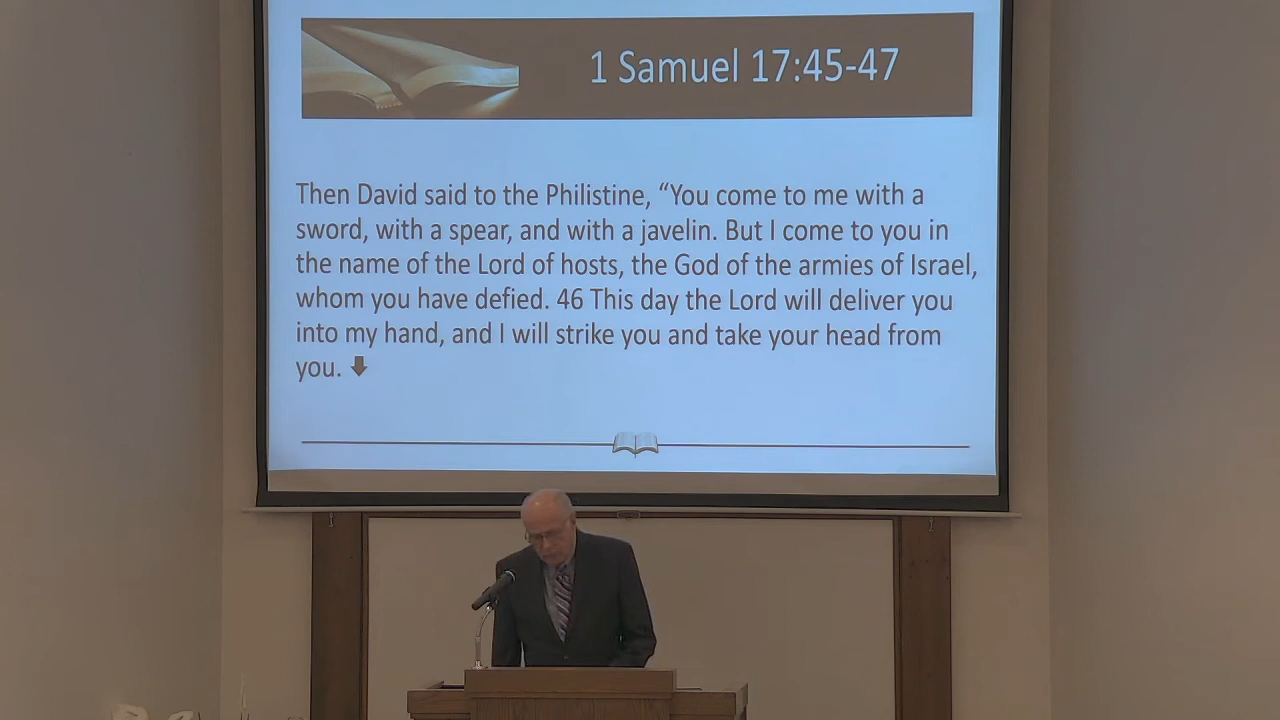 1 Samuel 17:45-47
Then David said to the Philistine, “You come to me with a
sword, with a spear, and with a javelin. But I come to you in
the name of the Lord of hosts, the God of the armies of Israel,
whom you have defied. 46 This day the Lord will deliver you
into my hand, and I will strike you and take your head from
you.